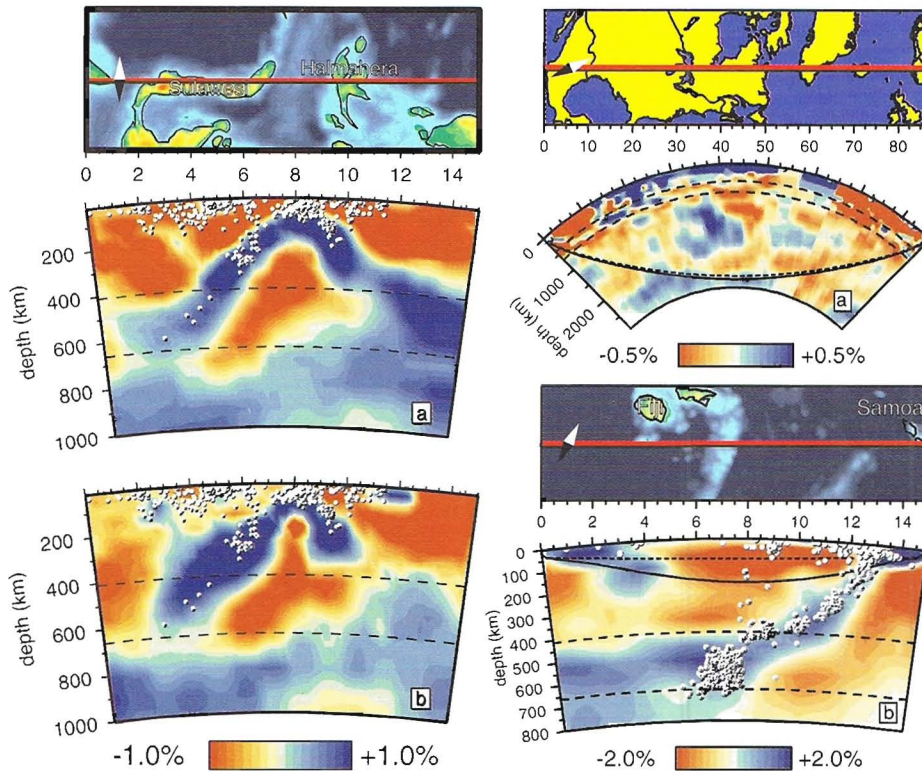 Halmahera
Sulawesi
0 2 4 6 8 10 12 14
200
400
600
800
1000
depth (km)
a
200
400
600
800
1000
depth (km)
b
-1.0% +1.0%
0 10 20 30 40 50 60 70 80
0
1000
2000
depth (km)
a
-0.5% +0.5%
Fiji
Samoa
0 2 4 6 8 10 12 14
0
100
200
300
400
500
600
700
800
depth (km)
b
-2.0% +2.0%